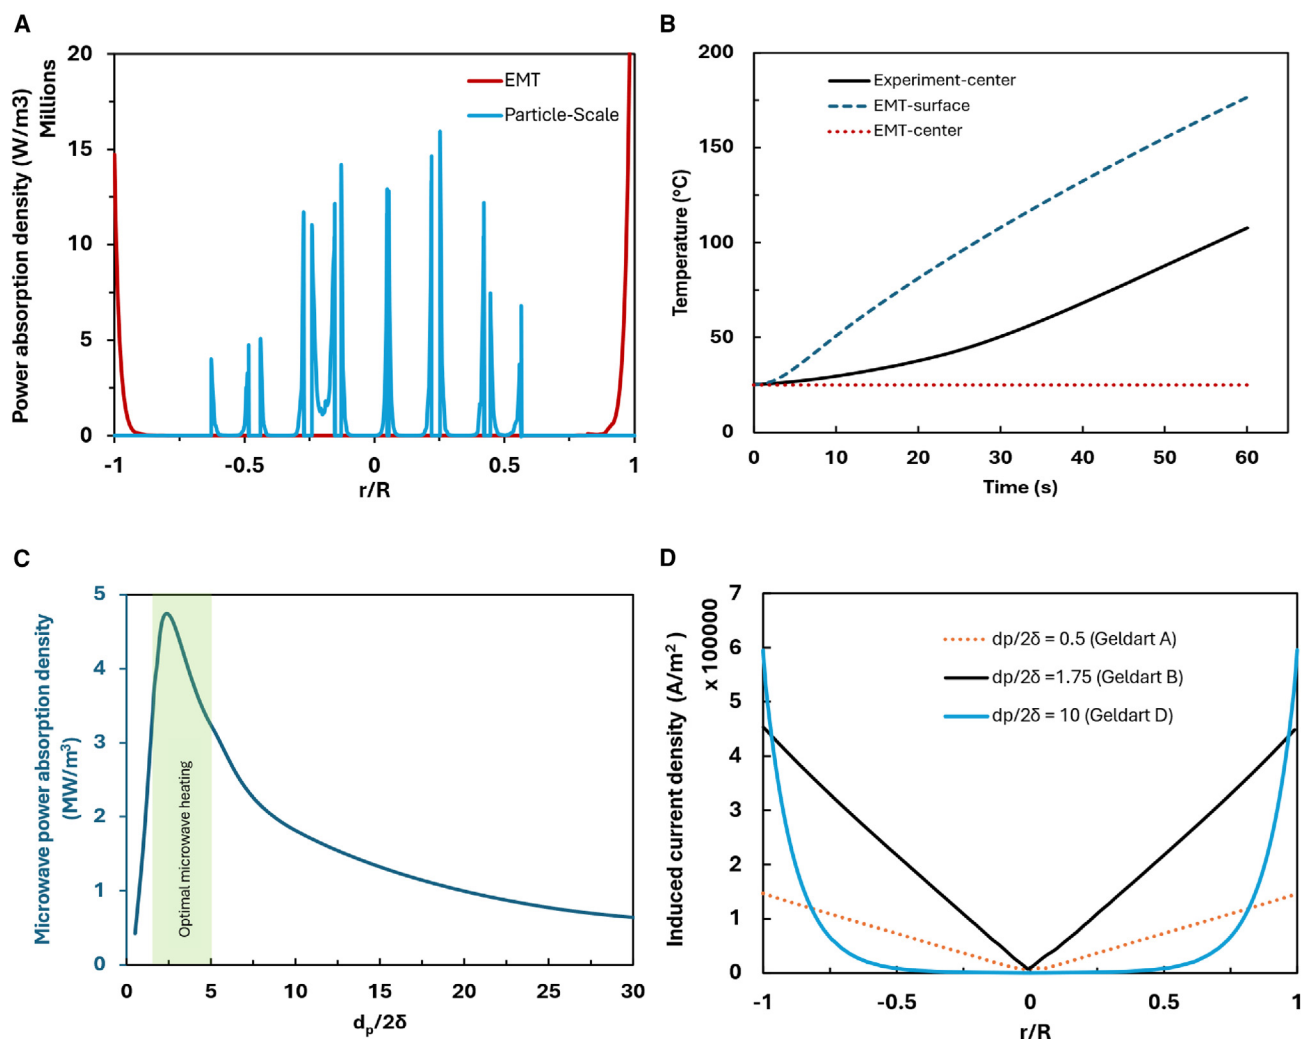 A
Power absorption density (W/m3)
Millions
20
15
10
5
0
-1
-0.5
0
0.5
1
r/R
EMT
Particle-Scale
B
Temperature (°C)
200
150
100
50
0
0
10
20
30
40
50
60
Time (s)
Experiment-center
EMT-surface
EMT-center
C
Microwave power absorption density
(MW/m³)
5
4
3
2
1
0
0
5
10
15
20
25
30
dₚ/2δ
Optimal microwave heating
D
Induced current density (A/m²)
x 100000
7
6
5
4
3
2
1
0
-1
-0.5
0
0.5
1
r/R
dp/2δ = 0.5 (Geldart A)
dp/2δ =1.75 (Geldart B)
dp/2δ = 10 (Geldart D)